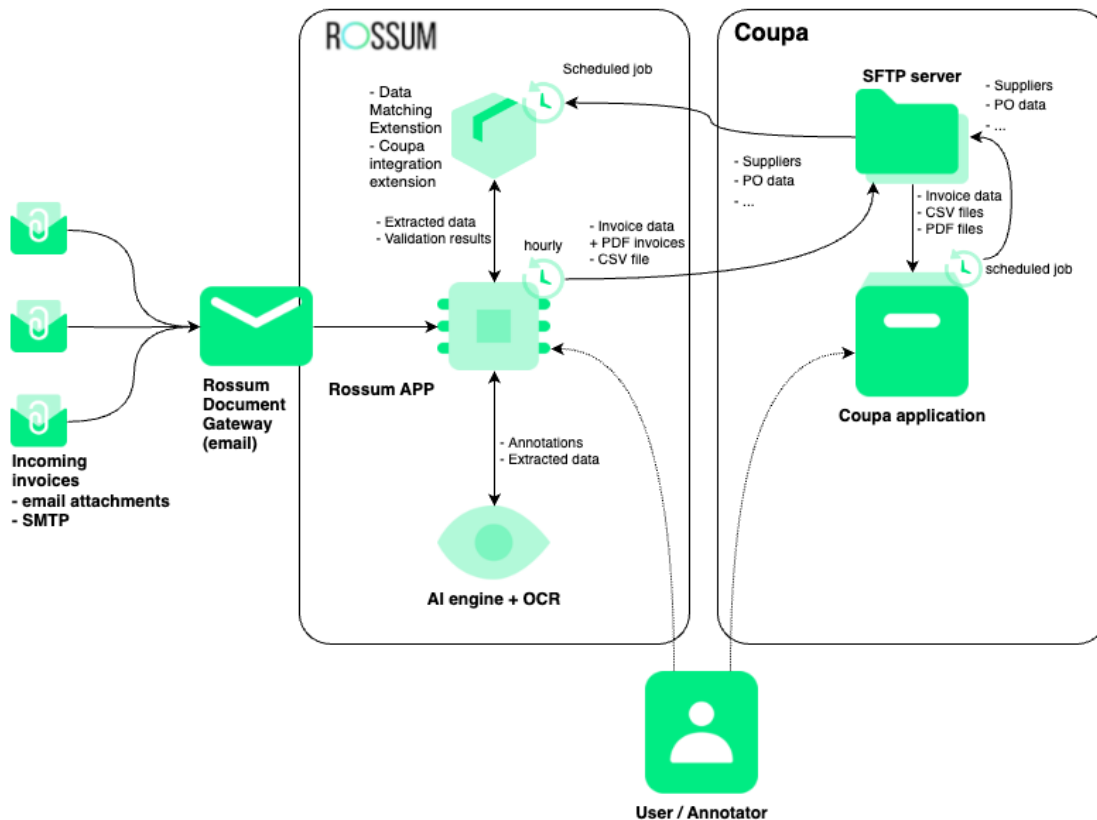 ROSSUM
Coupa
Scheduled job
SFTP server
- Suppliers
- PO data
- ...
- Data
Matching
Extenstion
- Coupa
integration
extension
- Suppliers
- PO data
- ...
- Invoice data
- CSV files
- PDF files
- Extracted data
- Validation results
hourly
- Invoice data
+ PDF invoices
- CSV file
scheduled job
Rossum
Document
Gateway
(email)
Rossum APP
Coupa application
- Annotations
- Extracted data
Incoming
invoices
- email attachments
- SMTP
AI engine + OCR
User / Annotator